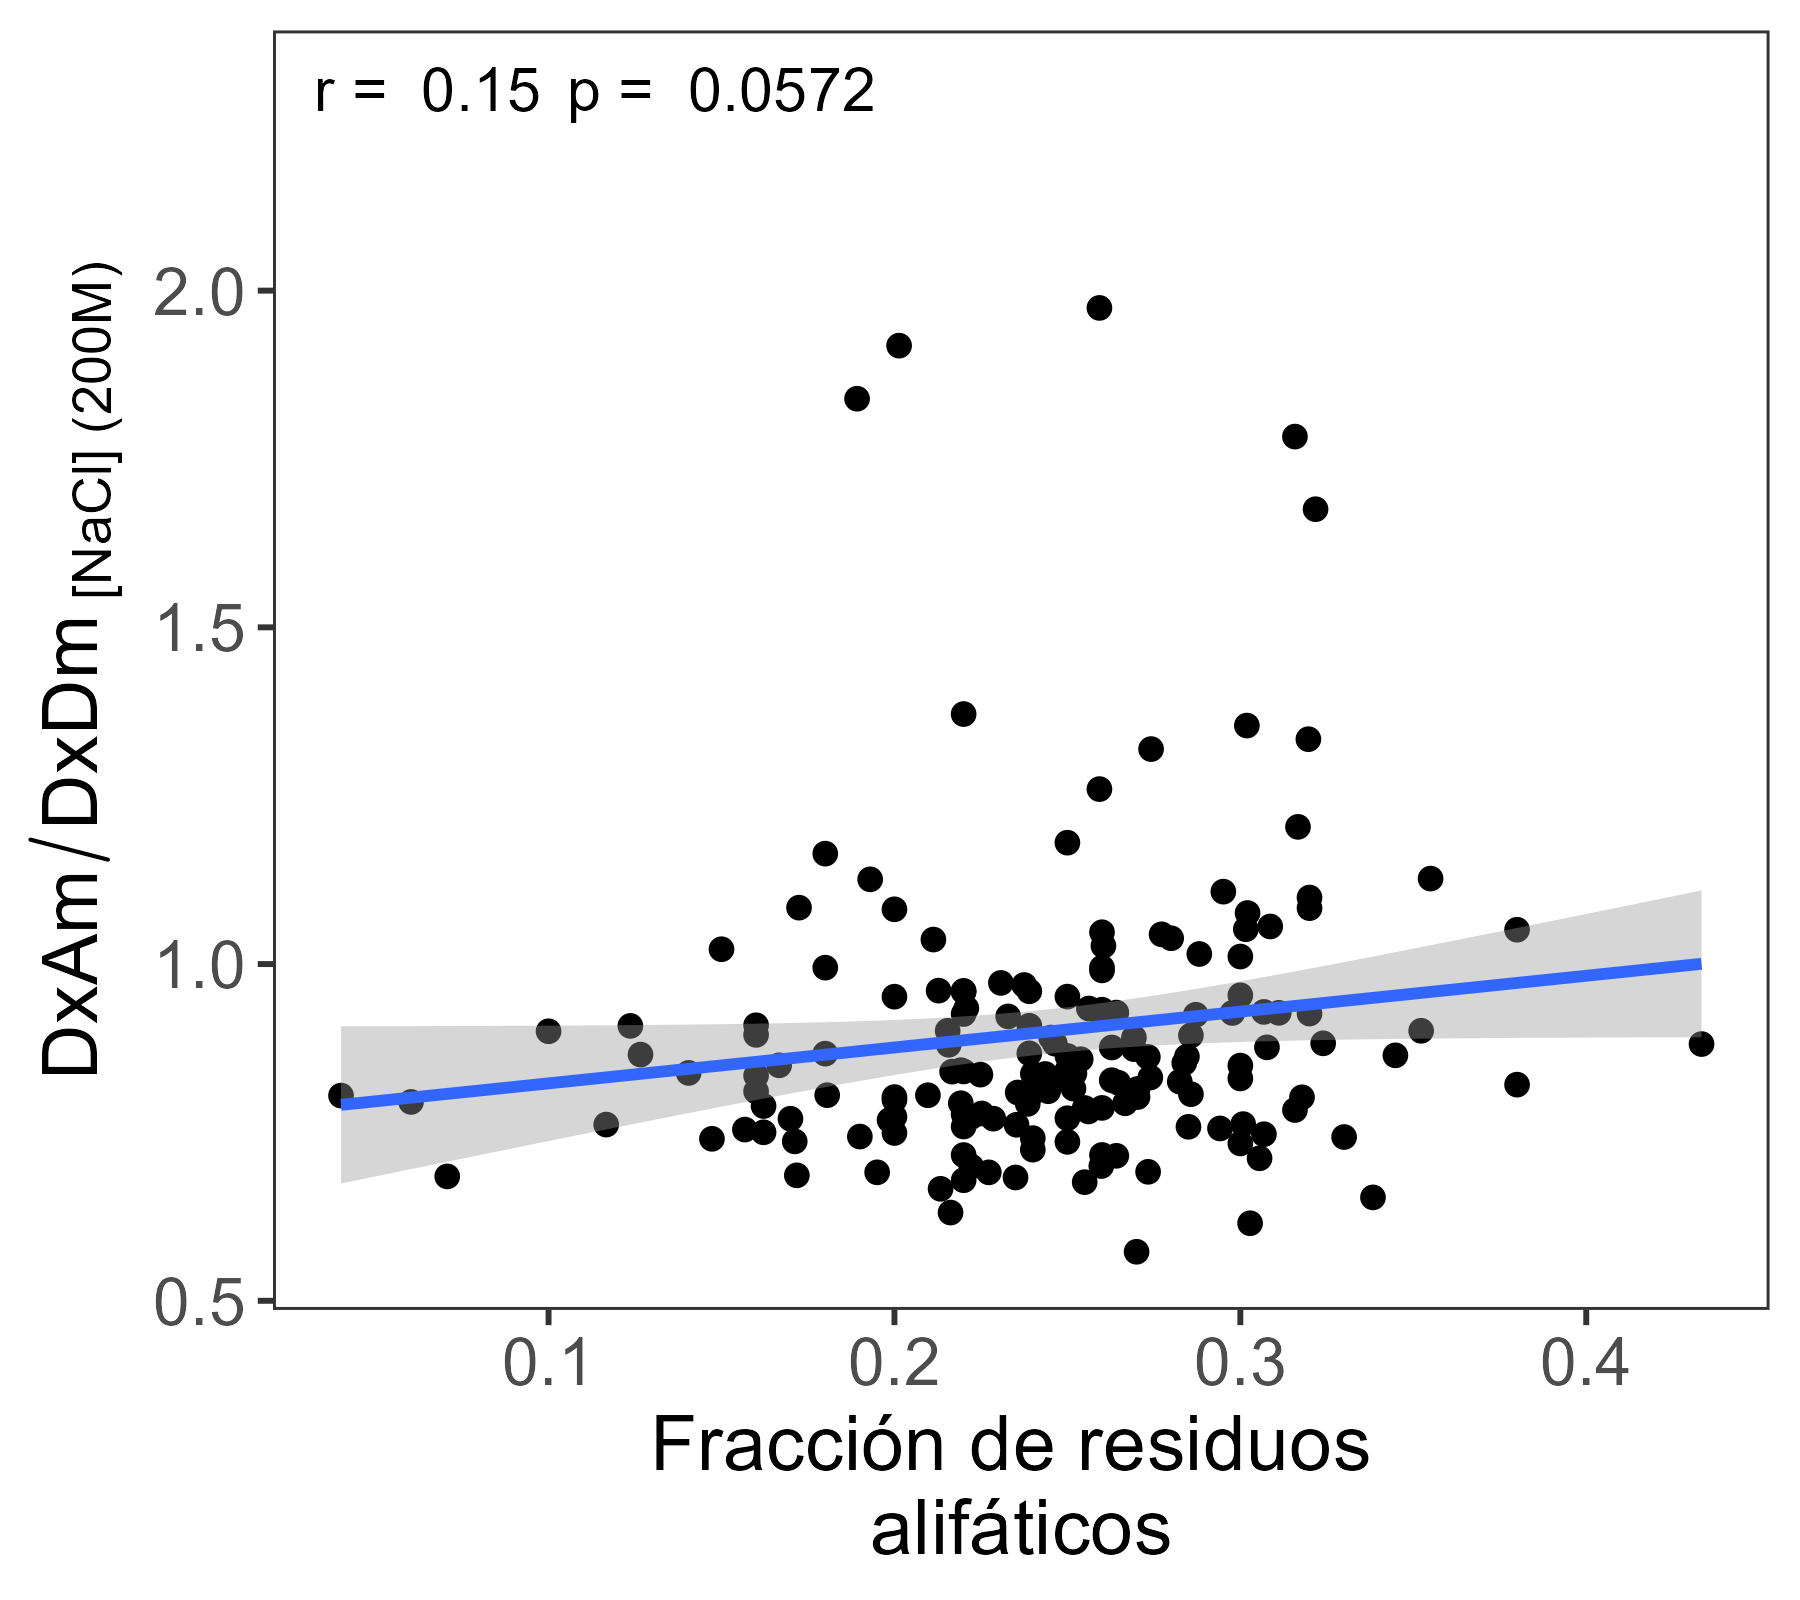 r = 0.15 p = 0.0572
DxAm/DxDm [NaCl] (200M)
2.0
1.5
1.0
0.5
0.1 0.2 0.3 0.4
Fracción de residuos
alifáticos